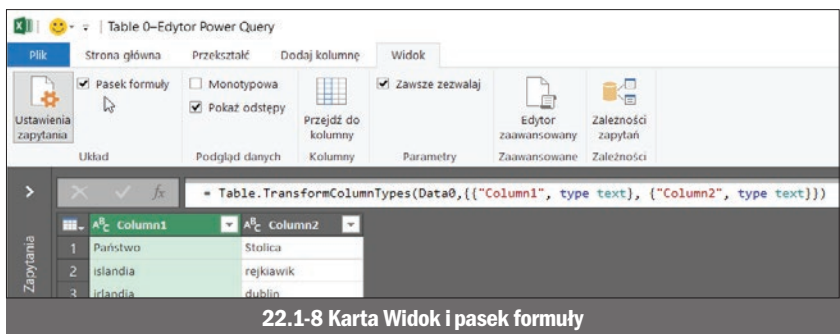 Table 0–Edytor Power Query
Plik Strona główna Przekształć Dodaj kolumnę Widok
Ustawienia zapytania
Pasek formuły
Układ
Monotypowa
Pokaż odstępy
Podgląd danych
Przejdź do kolumny
Kolumny
Zawsze zezwalaj
Parametry
Edytor zaawansowany
Zaawansowane
Zależności zapytań
Zależności
fx = Table.TransformColumnTypes(Data0,{{"Column1", type text}, {"Column2", type text}})
Zapytania
ABC Column1 ABC Column2
1 Państwo Stolica
2 islandia rejkiawik
3 irlandia dublin
22.1-8 Karta Widok i pasek formuły